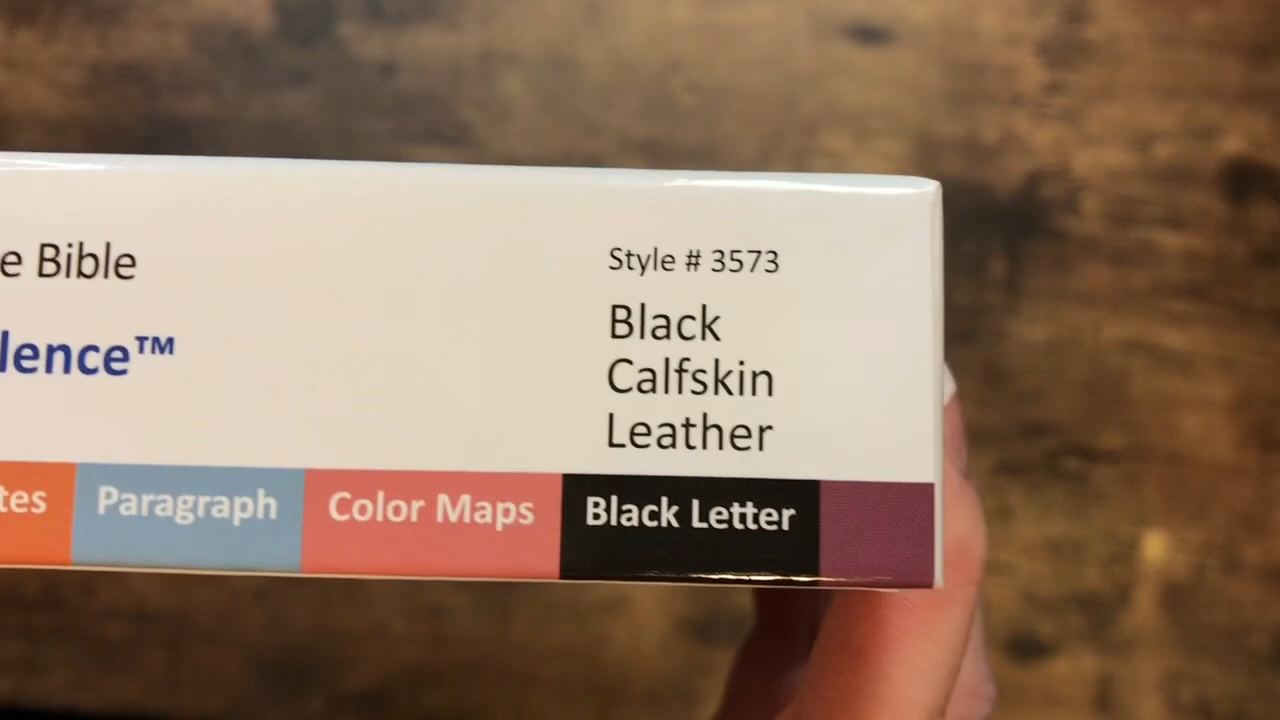 e Bible
lence™
Style # 3573
Black
Calfskin
Leather
tes Paragraph Color Maps Black Letter